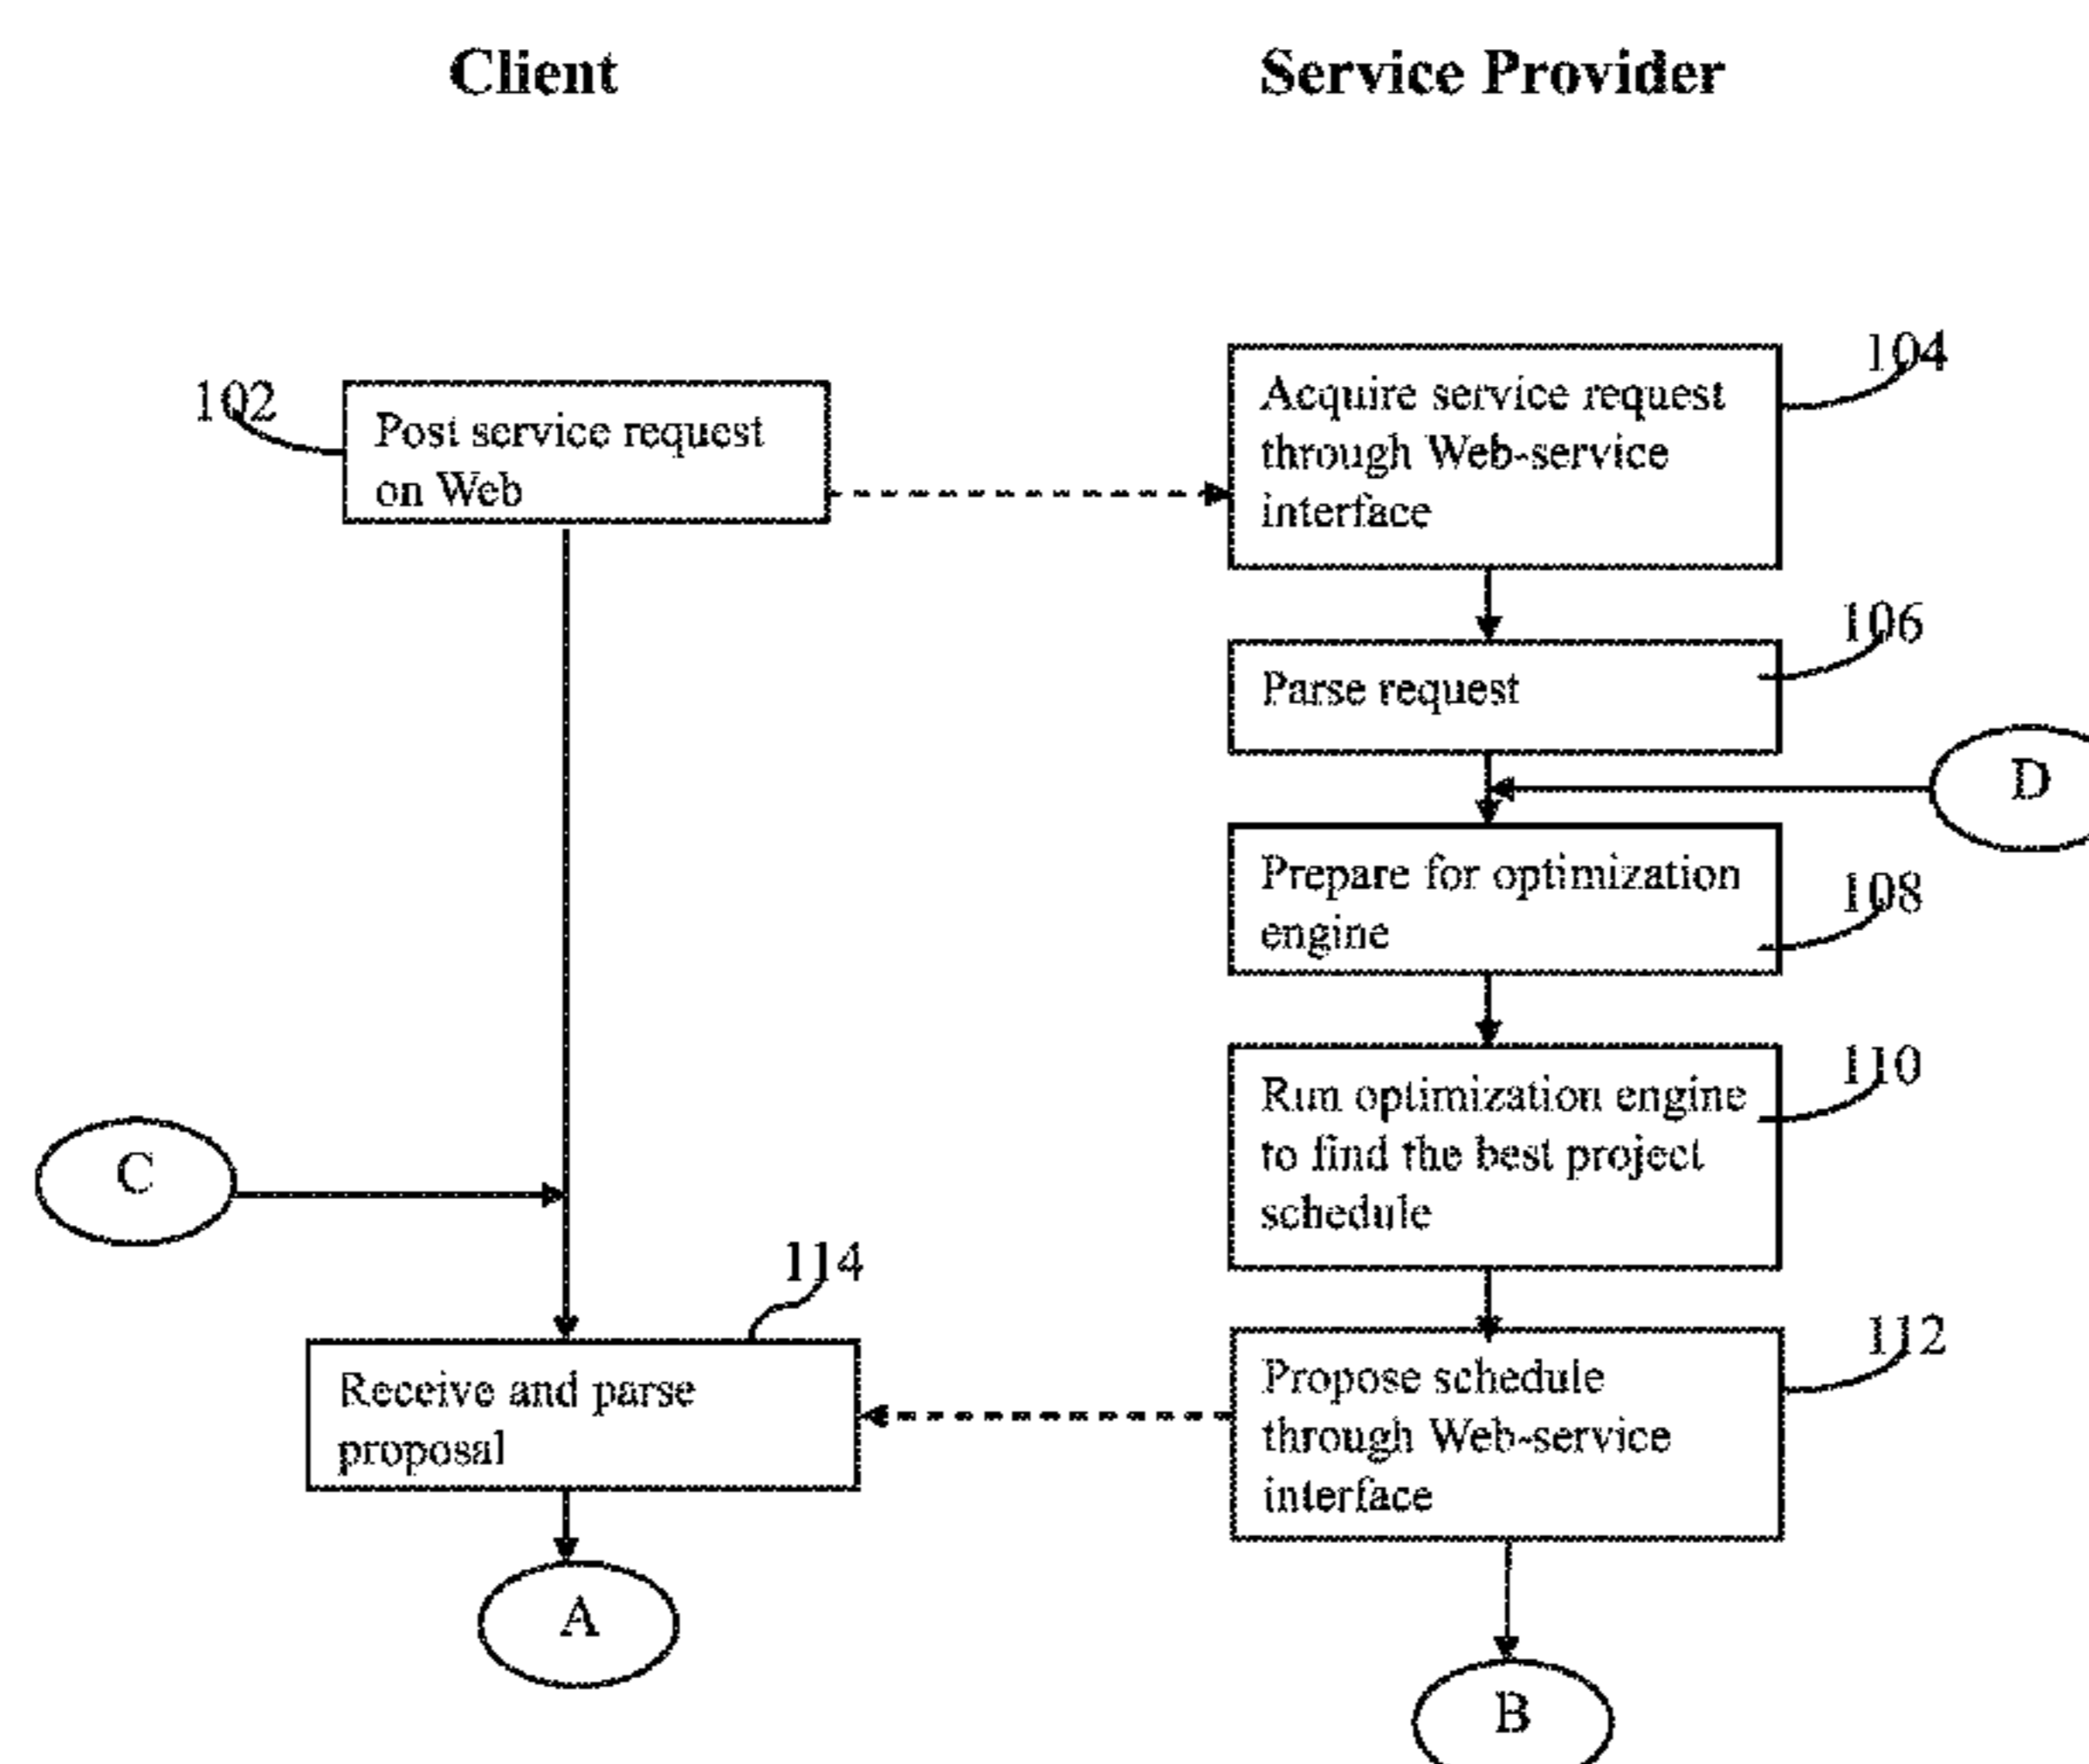 Client
Service Provider
102
Post service request
on Web
104
Acquire service request
through Web-service
interface
106
Parse request
D
108
Prepare for optimization
engine
110
Run optimization engine
to find the best project
schedule
C
114
Receive and parse
proposal
112
Propose schedule
through Web-service
interface
A
B